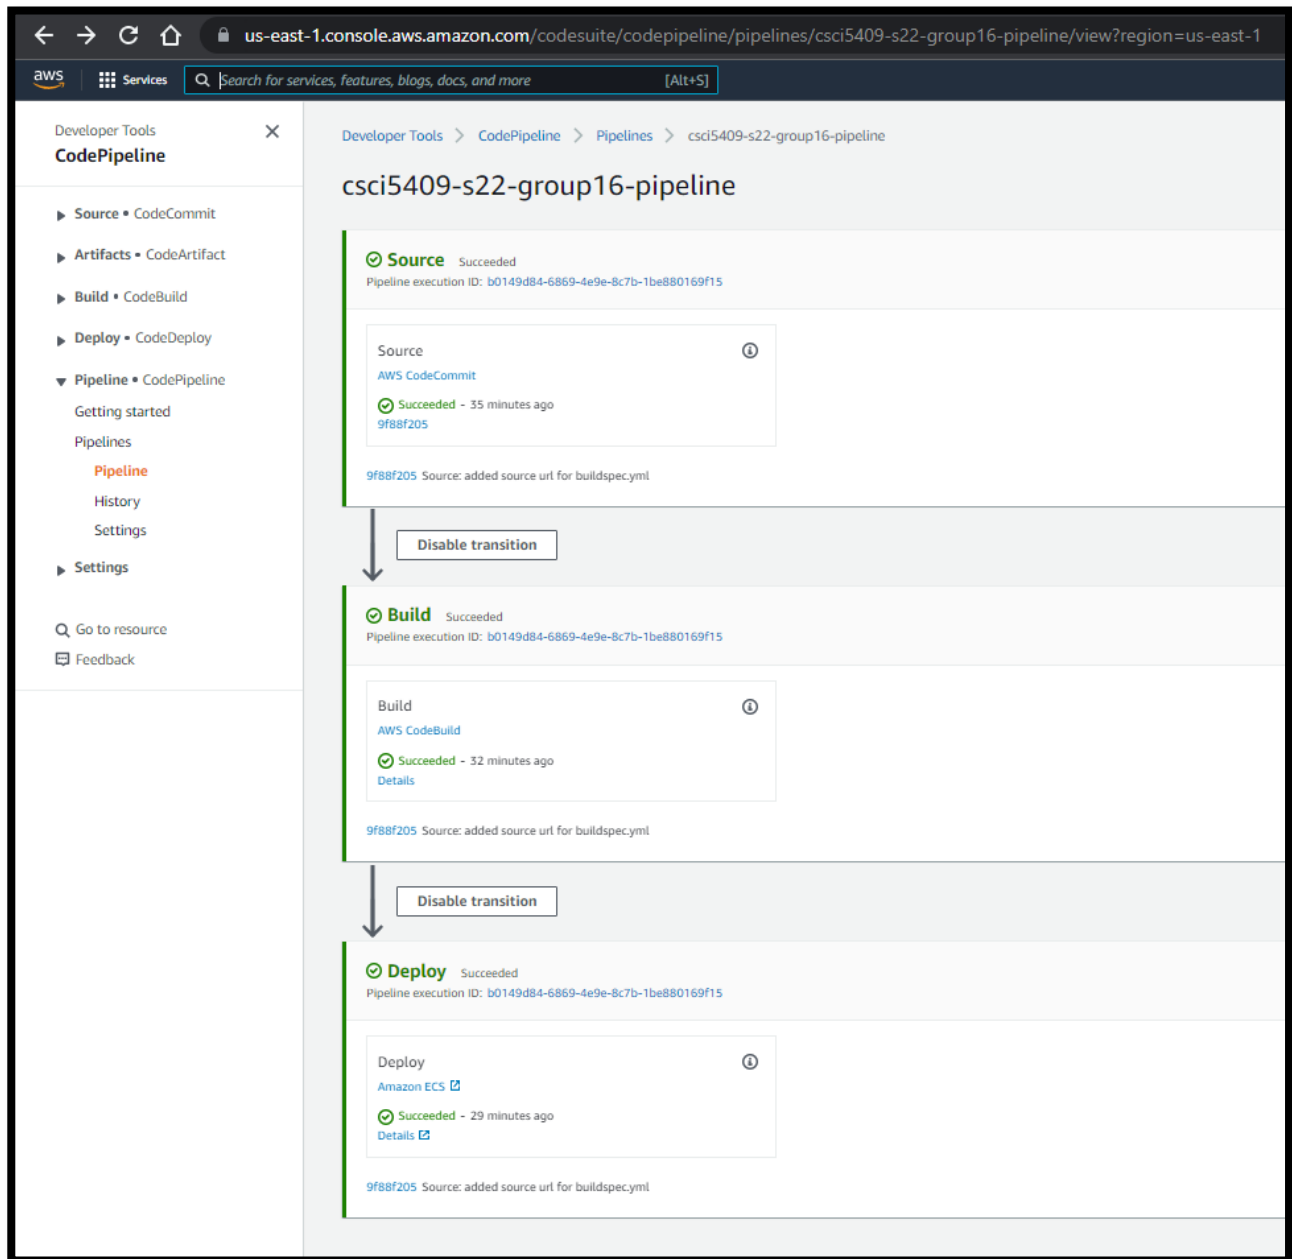 us-east-1.console.aws.amazon.com/codesuite/codepipeline/pipelines/csci5409-s22-group16-pipeline/view?region=us-east-1
aws Services Search for services, features, blogs, docs, and more [Alt+S]
Developer Tools
CodePipeline
Source • CodeCommit
Artifacts • CodeArtifact
Build • CodeBuild
Deploy • CodeDeploy
Pipeline • CodePipeline
Getting started
Pipelines
Pipeline
History
Settings
Settings
Go to resource
Feedback
Developer Tools > CodePipeline > Pipelines > csci5409-s22-group16-pipeline
csci5409-s22-group16-pipeline
Source Succeeded
Pipeline execution ID: b0149d84-6869-4e9e-8c7b-1be880169f15
Source
AWS CodeCommit
Succeeded - 35 minutes ago
9f88f205
9f88f205 Source: added source url for buildspec.yml
Disable transition
Build Succeeded
Pipeline execution ID: b0149d84-6869-4e9e-8c7b-1be880169f15
Build
AWS CodeBuild
Succeeded - 32 minutes ago
Details
9f88f205 Source: added source url for buildspec.yml
Disable transition
Deploy Succeeded
Pipeline execution ID: b0149d84-6869-4e9e-8c7b-1be880169f15
Deploy
Amazon ECS
Succeeded - 29 minutes ago
Details
9f88f205 Source: added source url for buildspec.yml